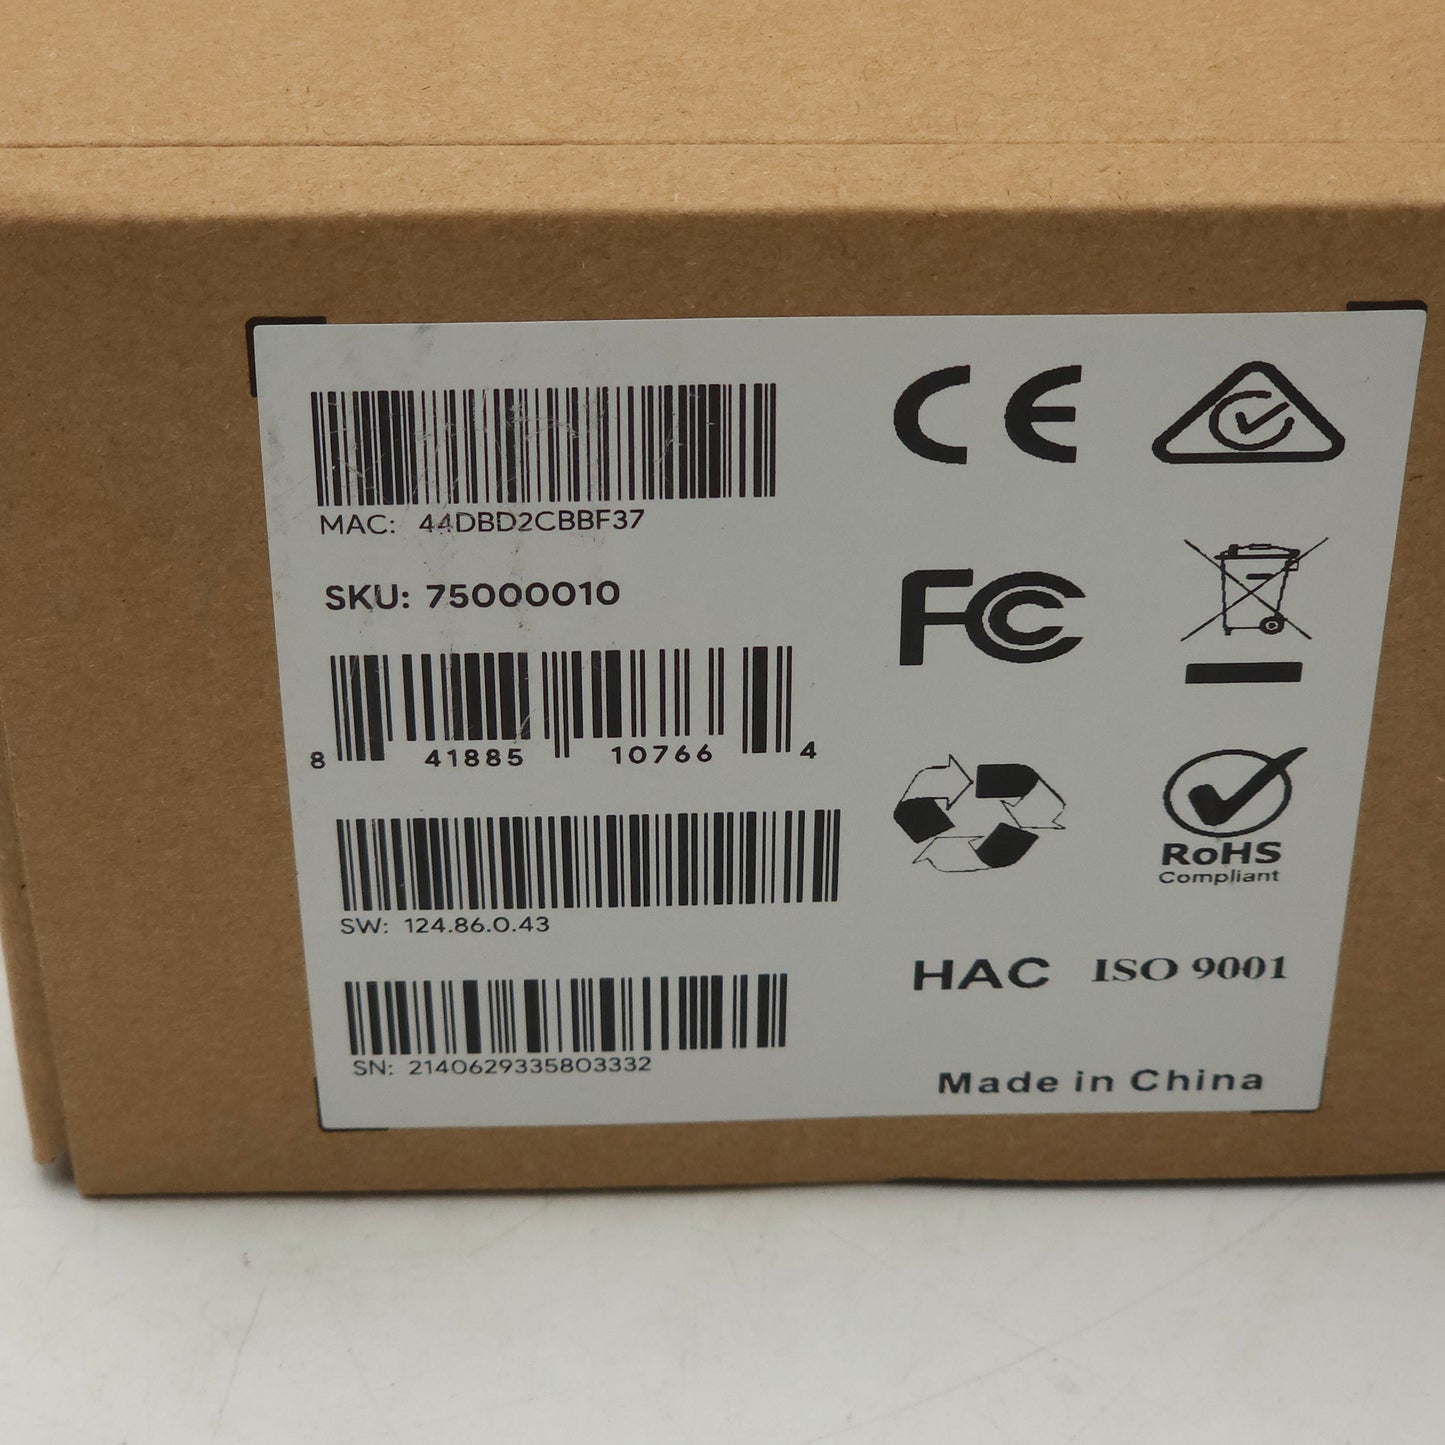 MAC: 44DBD2CBBF37
SKU: 75000010
8 41885 10766 4
SW: 124.86.0.43
SN: 2140629335803332
CE
FC
RoHS
Compliant
HAC ISO 9001
Made in China